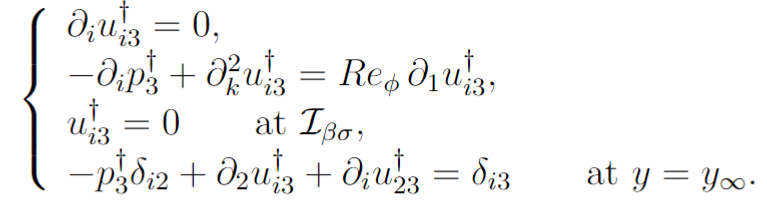 ∂ᵢu†ᵢ₃ = 0,
−∂ᵢp†₃ + ∂²ₖu†ᵢ₃ = Re_ϕ ∂₁u†ᵢ₃,
u†ᵢ₃ = 0 at ℐ_βσ,
−p†₃δᵢ₂ + ∂₂u†ᵢ₃ + ∂ᵢu†₂₃ = δᵢ₃ at y = y_∞.